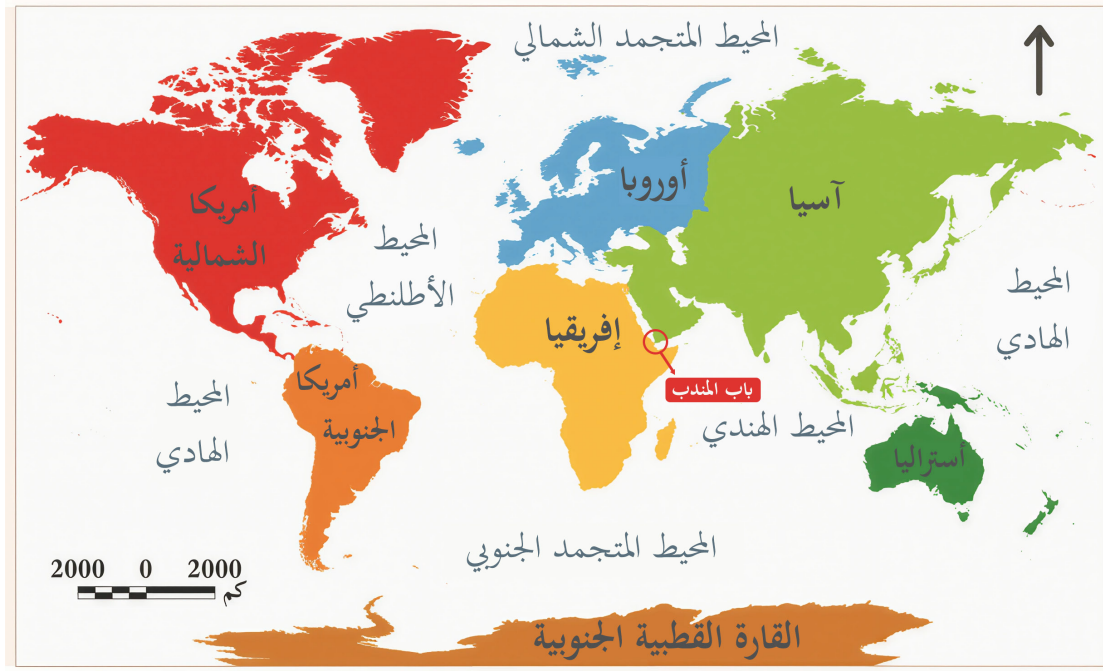 المحيط المتجمد الشمالي
أمريكا
الشمالية
أوروبا
آسيا
المحيط
الأطلنطي
المحيط
الهادي
إفريقيا
باب المندب
أمريكا
الجنوبية
المحيط
الهادي
المحيط الهندي
أستراليا
المحيط المتجمد الجنوبي
2000 0 2000
كم
القارة القطبية الجنوبية